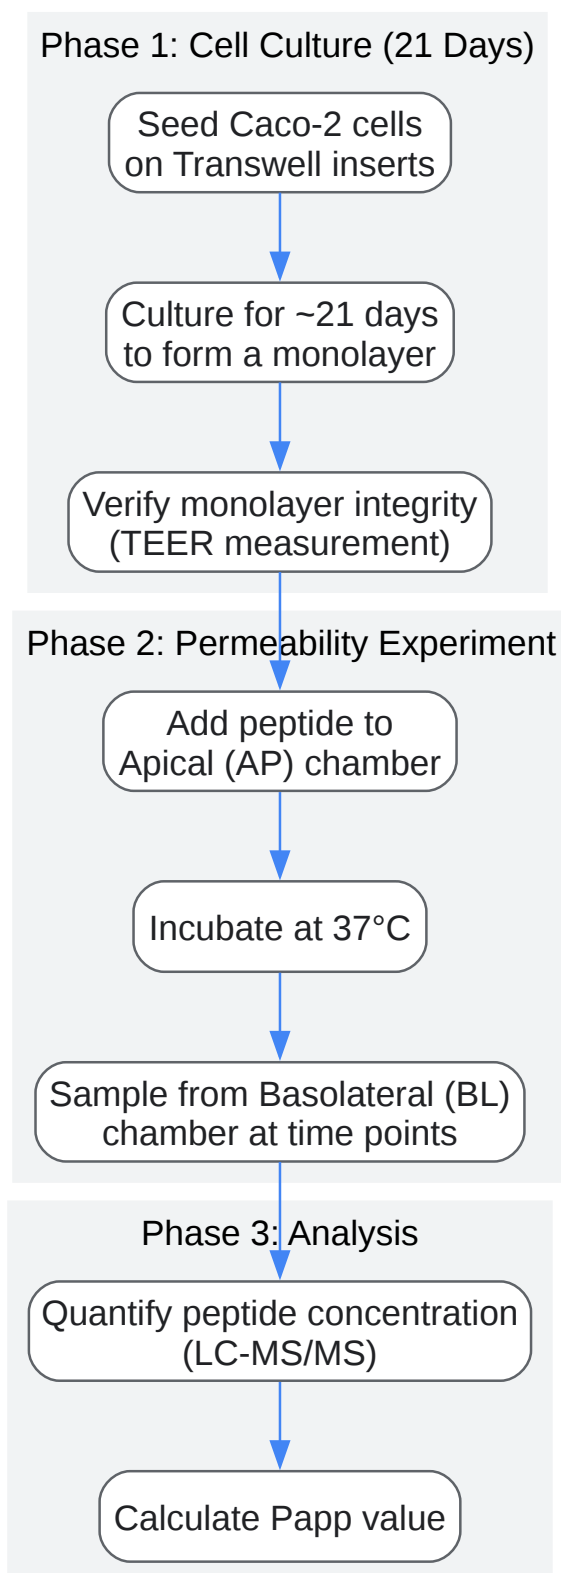 Phase 1: Cell Culture (21 Days)
Seed Caco-2 cells
on Transwell inserts
Culture for ~21 days
to form a monolayer
Verify monolayer integrity
(TEER measurement)
Phase 2: Permeability Experiment
Add peptide to
Apical (AP) chamber
Incubate at 37°C
Sample from Basolateral (BL)
chamber at time points
Phase 3: Analysis
Quantify peptide concentration
(LC-MS/MS)
Calculate Papp value